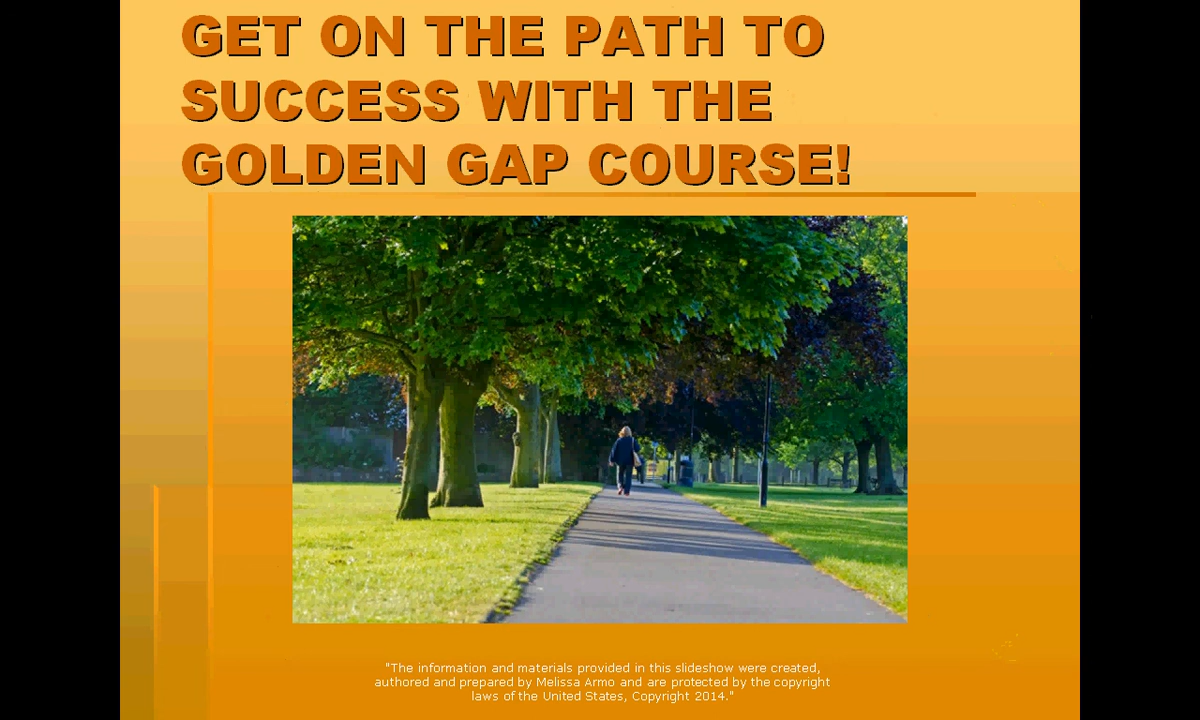 GET ON THE PATH TO
SUCCESS WITH THE
GOLDEN GAP COURSE!
"The information and materials provided in this slideshow were created,
authored and prepared by Melissa Armo and are protected by the copyright
laws of the United States, Copyright 2014."